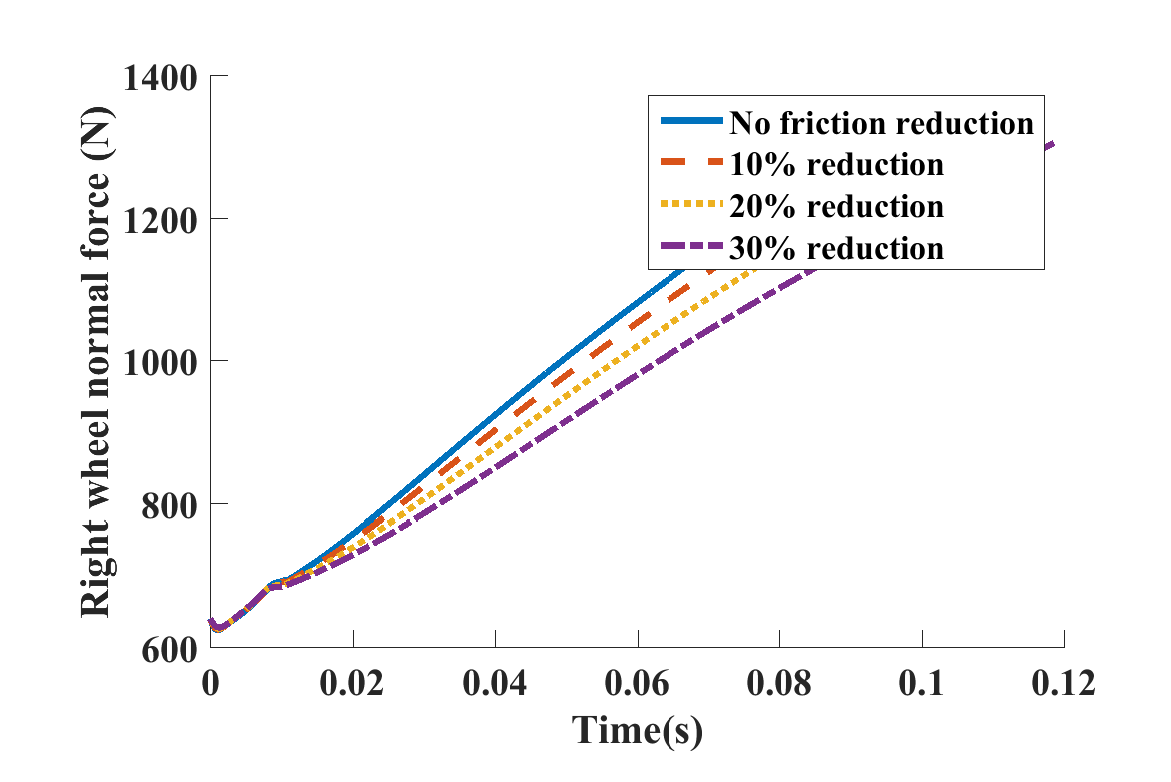 1400
1200
1000
800
600
Right wheel normal force (N)
No friction reduction
10% reduction
20% reduction
30% reduction
0
0.02
0.04
0.06
0.08
0.1
0.12
Time(s)